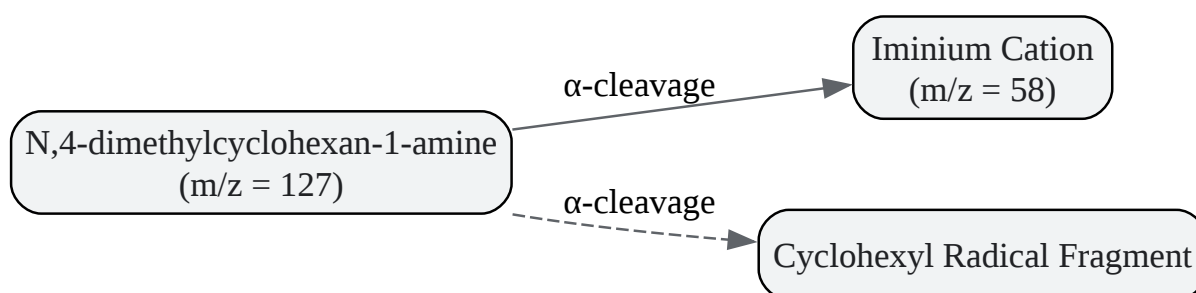 N,4-dimethylcyclohexan-1-amine
(m/z = 127)
α-cleavage
Iminium Cation
(m/z = 58)
α-cleavage
Cyclohexyl Radical Fragment